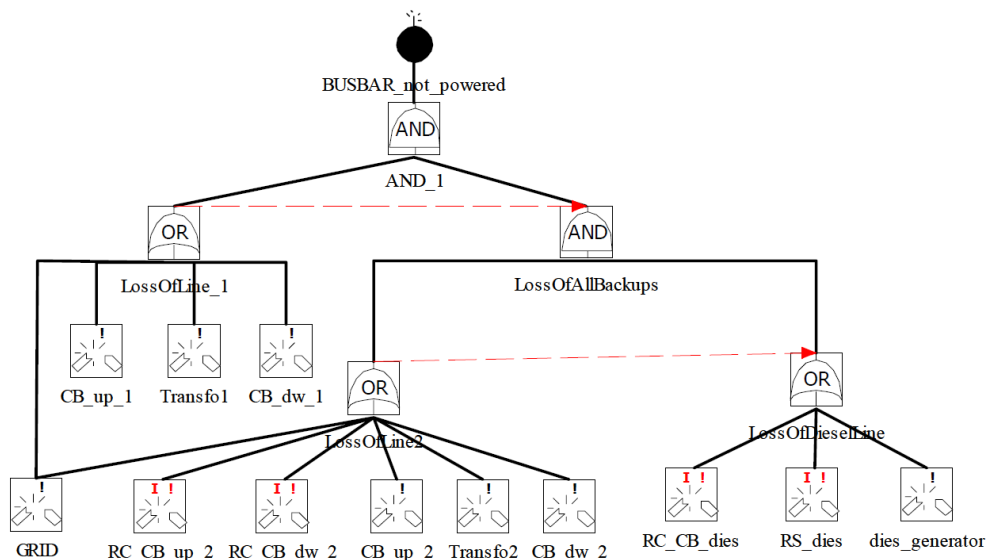 BUSBAR_not_powered
AND
AND_1
OR
AND
LossOfLine_1
LossOfAllBackups
! ! !
CB_up_1 Transfo1 CB_dw_1
OR OR
LossOfLine2 LossOfDieselLine
! I ! I ! ! ! ! I ! I ! !
GRID RC_CB_up_2 RC_CB_dw_2 CB_up_2 Transfo2 CB_dw_2 RC_CB_dies RS_dies dies_generator